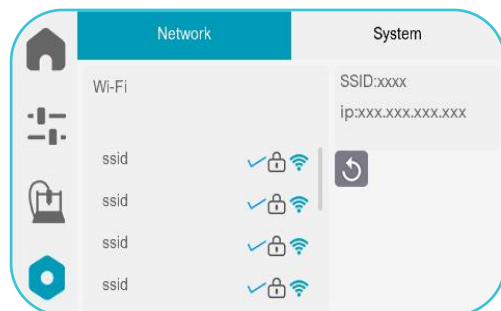 Network
System
Wi-Fi
SSID:xxxx
ip:xxx.xxx.xxx.xxx
ssid
ssid
ssid
ssid